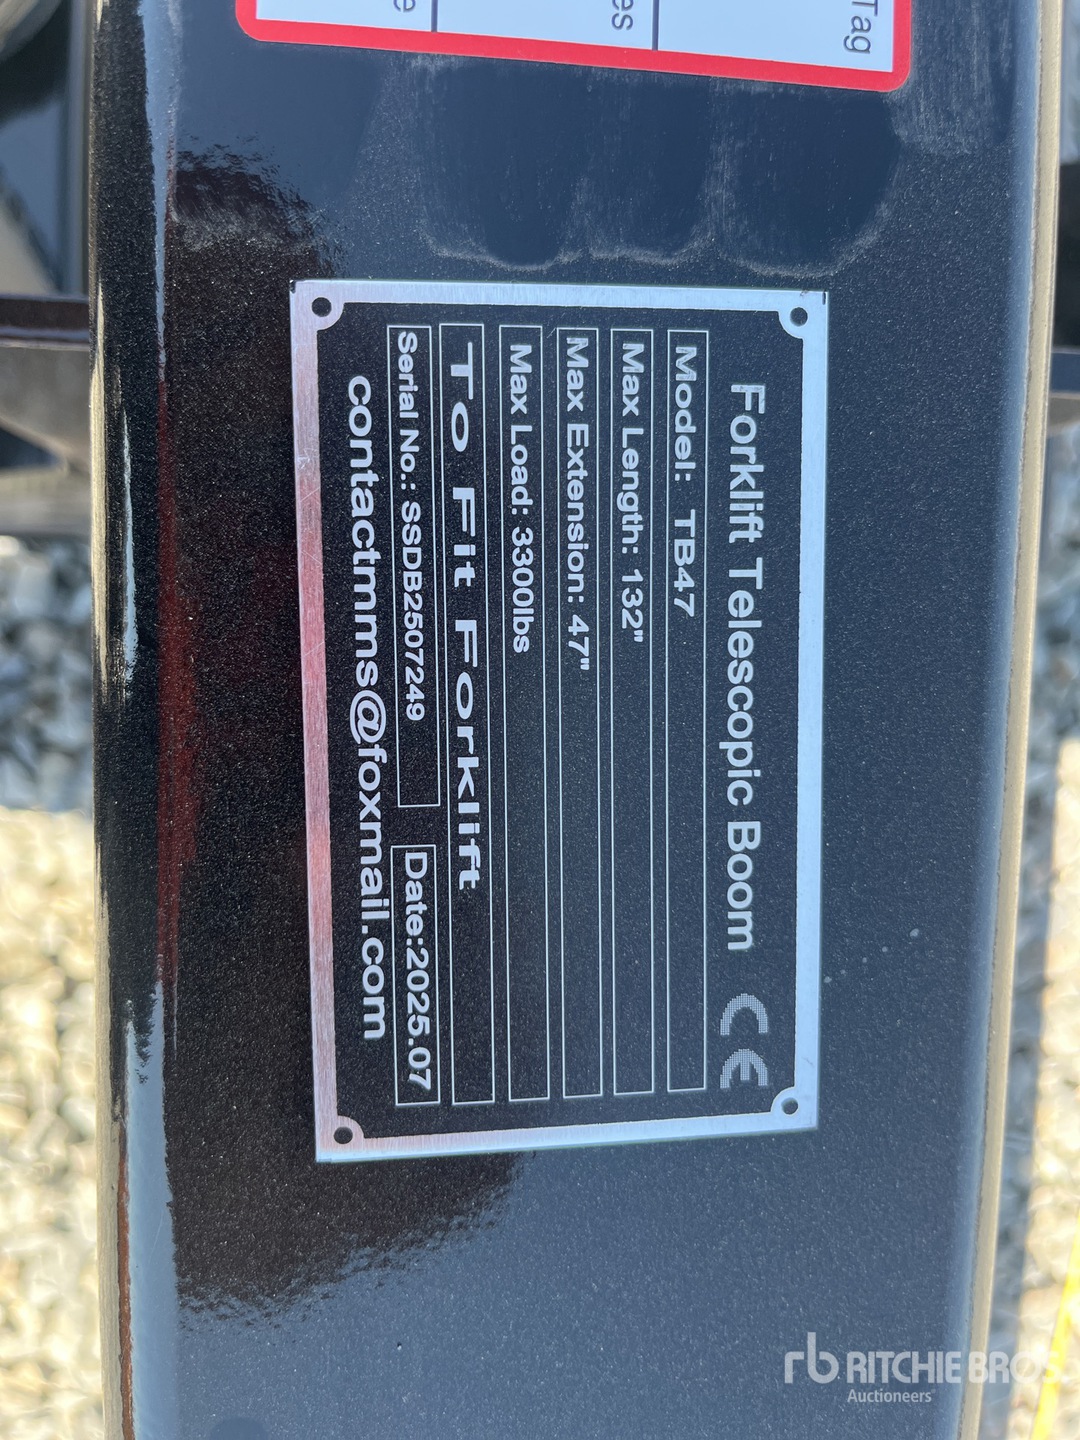 Tag
es
e
Forklift Telescopic Boom CE
Model: TB47
Max Length: 132"
Max Extension: 47"
Max Load: 3300lbs
To Fit Forklift
Serial No.: SSDB2507249 Date:2025.07
contactmms@foxmail.com
rb RITCHIE BROS.
Auctioneers